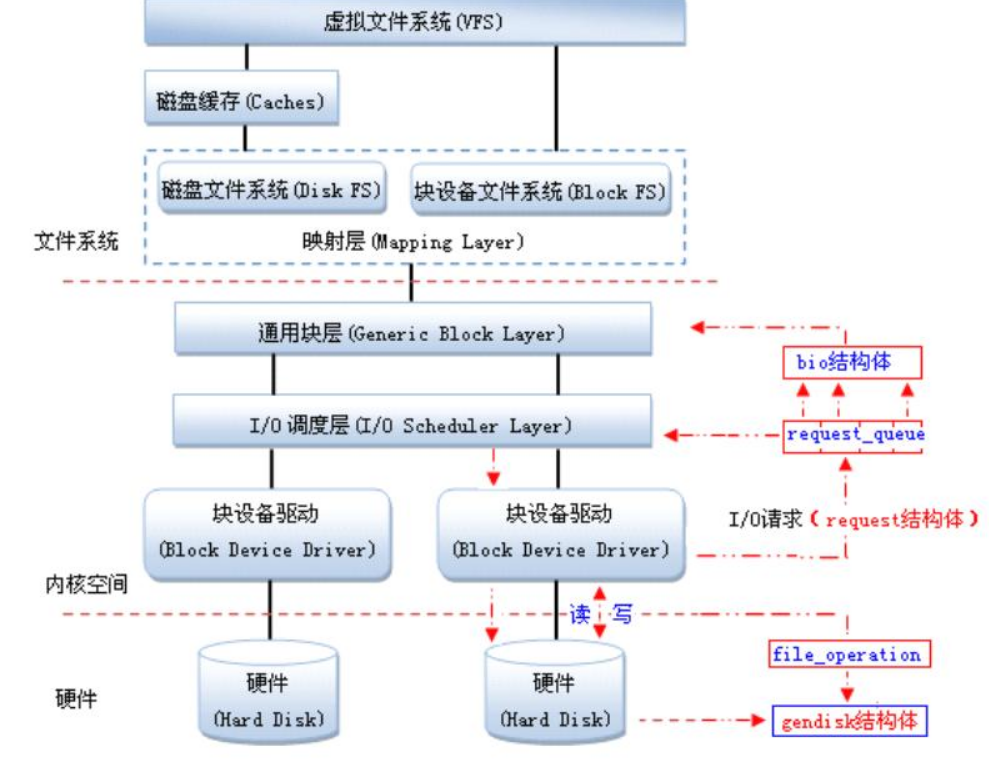 虚拟文件系统(VFS)
磁盘缓存(Caches)
磁盘文件系统(Disk FS)
块设备文件系统(Block FS)
文件系统
映射层(Mapping Layer)
通用块层(Generic Block Layer)
bio结构体
I/O 调度层(I/O Scheduler Layer)
request_queue
块设备驱动
(Block Device Driver)
块设备驱动
(Block Device Driver)
I/O请求(request结构体)
内核空间
读 写
file_operation
硬件
硬件
(Hard Disk)
硬件
(Hard Disk)
gendisk结构体